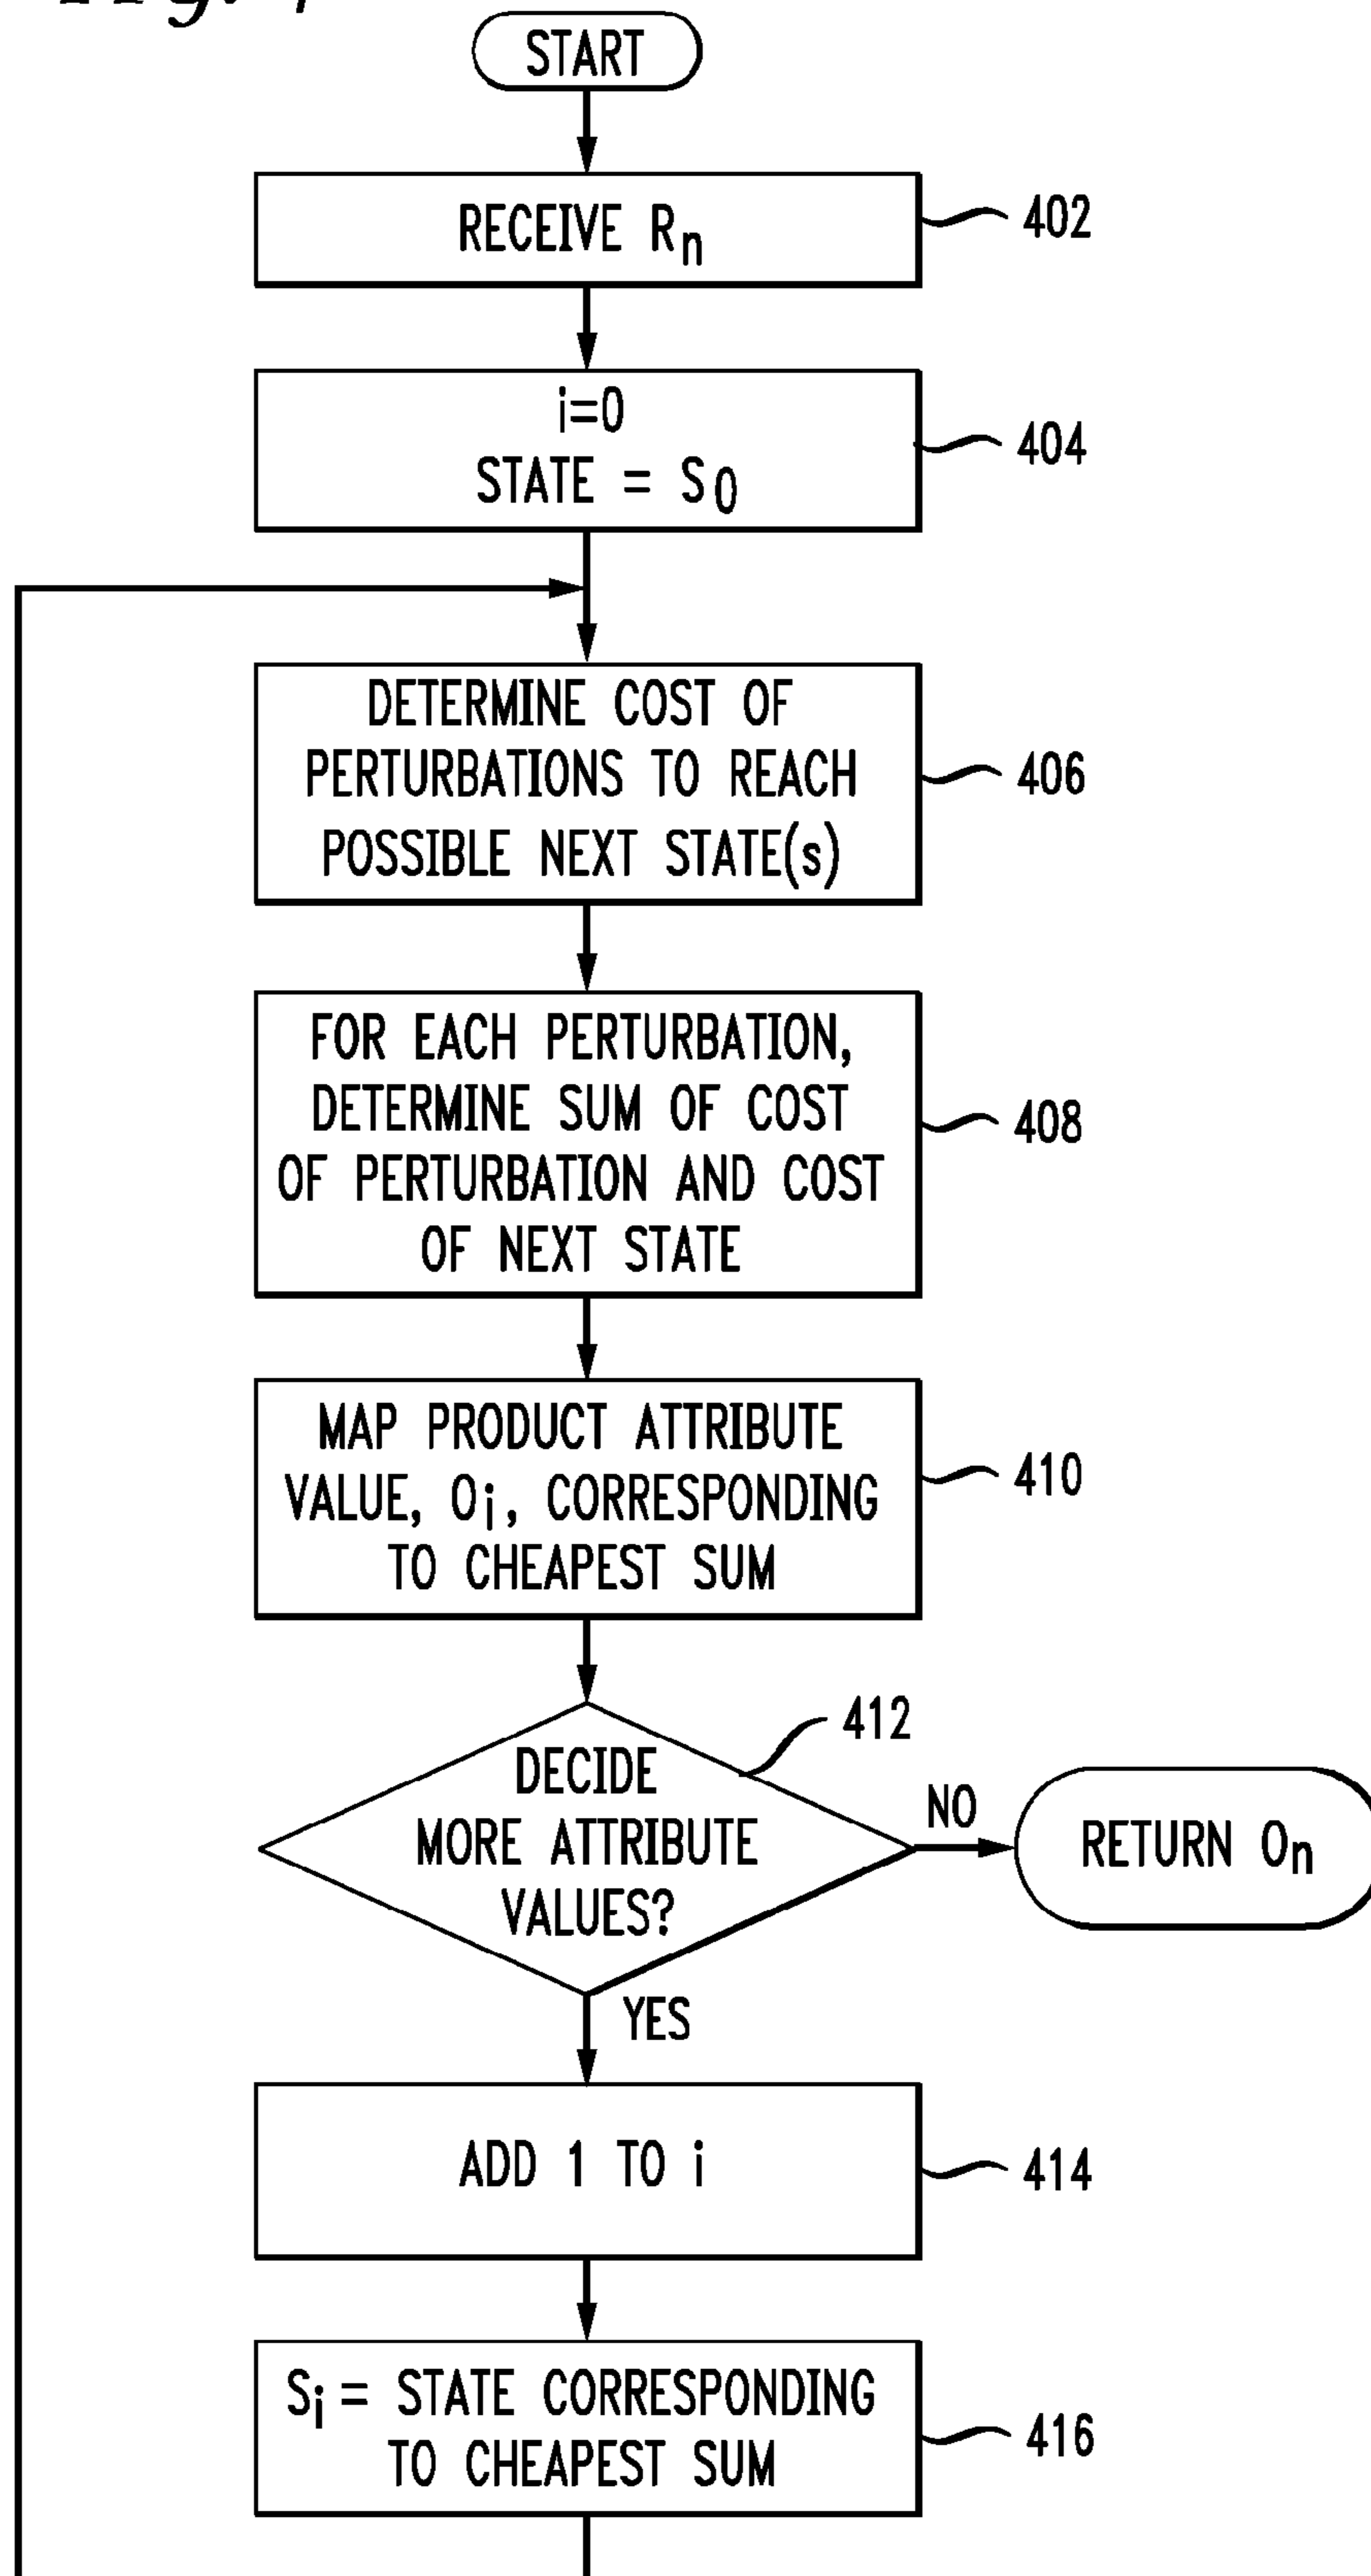 START
RECEIVE Rn
402
i=0
STATE = S0
404
DETERMINE COST OF
PERTURBATIONS TO REACH
POSSIBLE NEXT STATE(s)
406
FOR EACH PERTURBATION,
DETERMINE SUM OF COST
OF PERTURBATION AND COST
OF NEXT STATE
408
MAP PRODUCT ATTRIBUTE
VALUE, Oi, CORRESPONDING
TO CHEAPEST SUM
410
412
DECIDE
MORE ATTRIBUTE
VALUES?
NO
RETURN On
YES
ADD 1 TO i
414
Si = STATE CORRESPONDING
TO CHEAPEST SUM
416